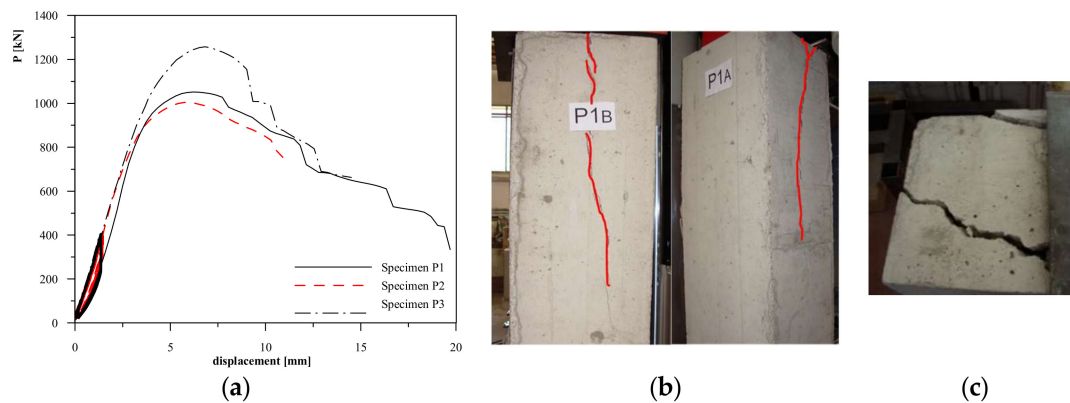 1400
1200
1000
800
600
400
200
0
P [kN]
0
5
10
15
20
displacement [mm]
Specimen P1
Specimen P2
Specimen P3
P1B
P1A
(a)
(b)
(c)